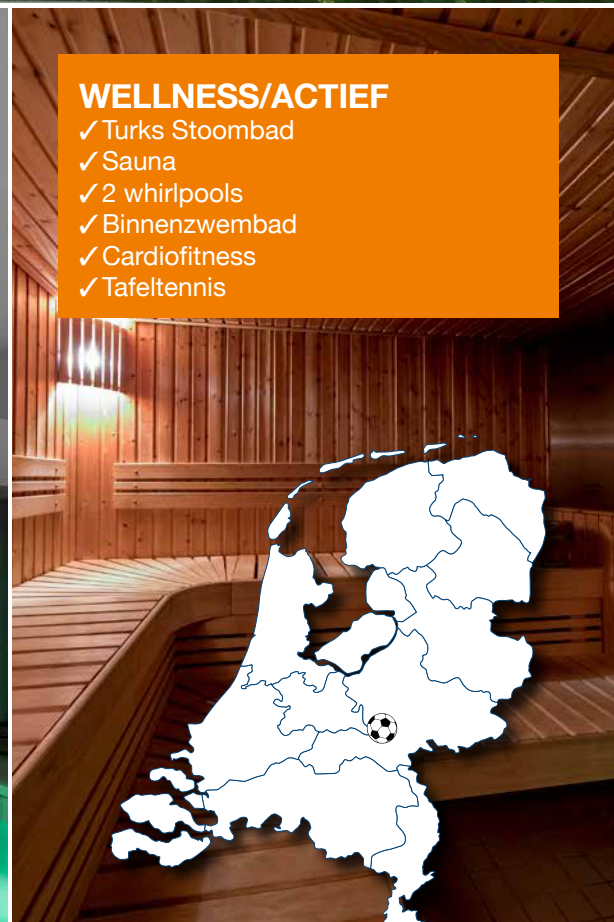 WELLNESS/ACTIEF
✓Turks Stoombad
✓Sauna
✓2 whirlpools
✓Binnenzwembad
✓Cardiofitness
✓Tafeltennis